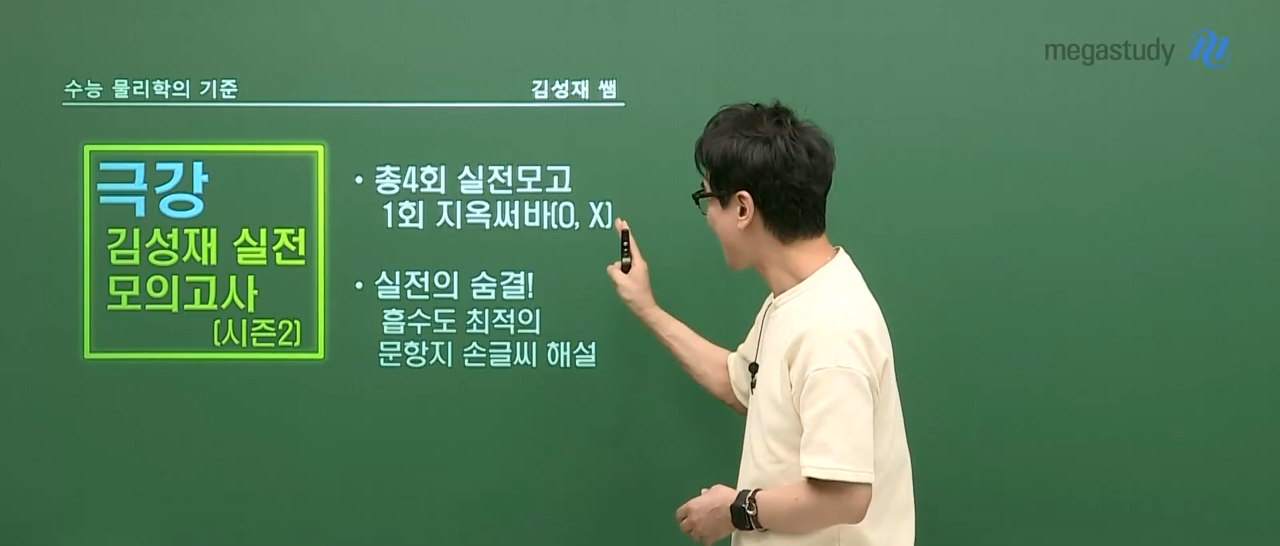 megastudy
수능 물리학의 기준
김성재 쌤
극강
김성재 실전
모의고사
(시즌2)
• 총4회 실전모고
1회 지옥써바(O, X)
• 실전의 숨결!
흡수도 최적의
문항지 손글씨 해설